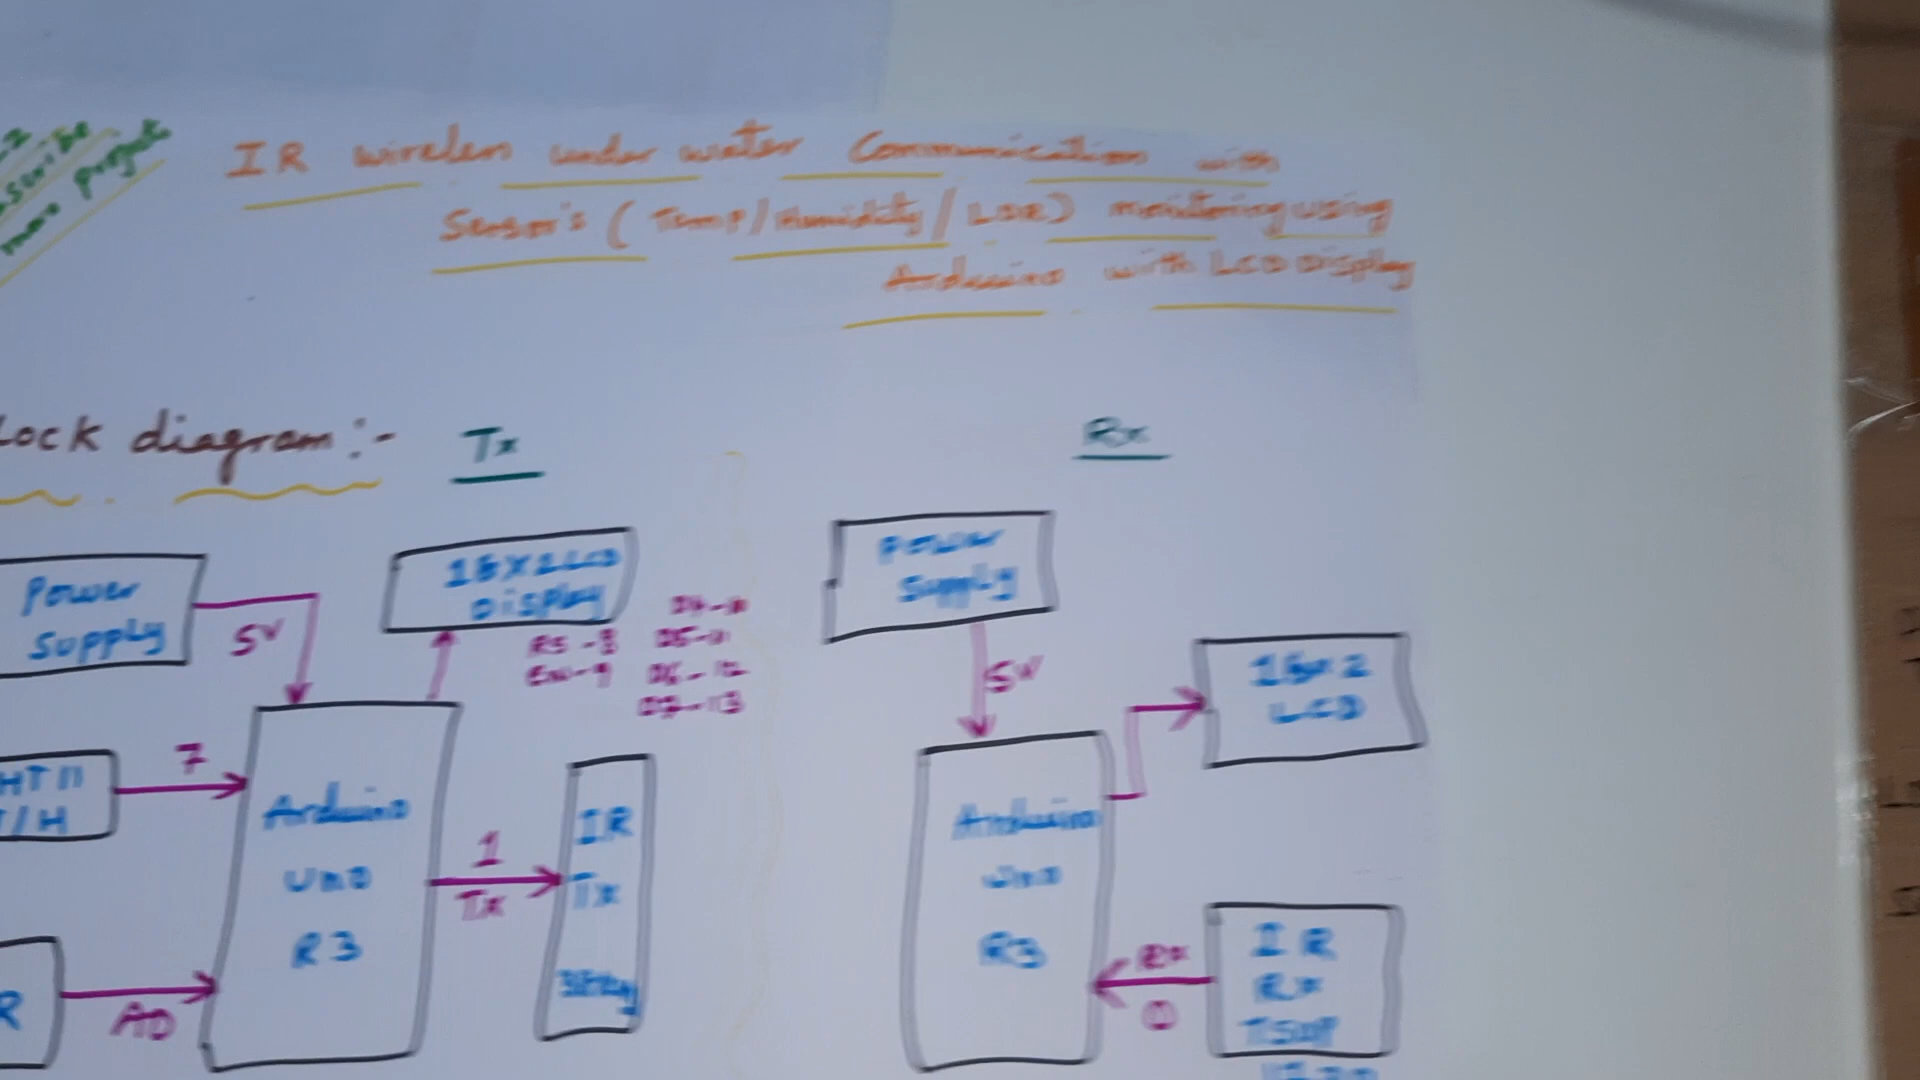 IR wireless under water Communication with
Sensor's (Temp/Humidity/LDR) monitoring using
Arduino with LCD Display
Lock diagram:-
Tx
Rx
Power
Supply
5V
16X2 LCD
Display
RS-8
EN-9
D4-10
D5-11
D6-12
D7-13
HT11
T/H
7
Arduino
Uno
R3
1
Tx
IR
Tx
R
A0
Power
Supply
5V
16x2
LCD
Arduino
Uno
R3
Rx
0
IR
Rx
TSOP